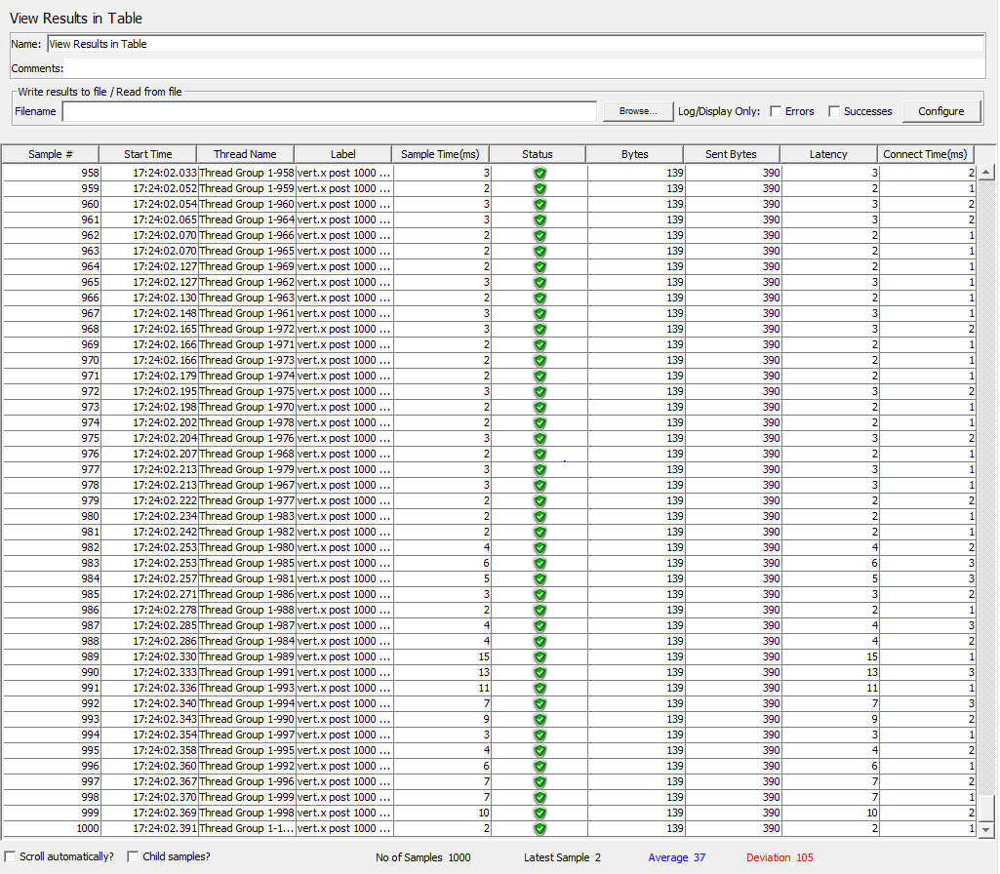 View Results in Table
Name: View Results in Table
Comments:
Write results to file / Read from file
Filename Browse... Log/Display Only: Errors Successes Configure
Sample # Start Time Thread Name Label Sample Time(ms) Status Bytes Sent Bytes Latency Connect Time(ms)
958 17:24:02.033 Thread Group 1-958 vert.x post 1000 ... 3 139 390 3 2
959 17:24:02.052 Thread Group 1-959 vert.x post 1000 ... 2 139 390 2 1
960 17:24:02.054 Thread Group 1-960 vert.x post 1000 ... 3 139 390 3 2
961 17:24:02.065 Thread Group 1-964 vert.x post 1000 ... 3 139 390 3 2
962 17:24:02.070 Thread Group 1-966 vert.x post 1000 ... 2 139 390 2 1
963 17:24:02.070 Thread Group 1-965 vert.x post 1000 ... 2 139 390 2 1
964 17:24:02.127 Thread Group 1-969 vert.x post 1000 ... 2 139 390 2 1
965 17:24:02.127 Thread Group 1-962 vert.x post 1000 ... 3 139 390 3 1
966 17:24:02.130 Thread Group 1-963 vert.x post 1000 ... 2 139 390 2 1
967 17:24:02.148 Thread Group 1-961 vert.x post 1000 ... 3 139 390 3 1
968 17:24:02.165 Thread Group 1-972 vert.x post 1000 ... 3 139 390 3 2
969 17:24:02.166 Thread Group 1-971 vert.x post 1000 ... 2 139 390 2 1
970 17:24:02.166 Thread Group 1-973 vert.x post 1000 ... 2 139 390 2 1
971 17:24:02.179 Thread Group 1-974 vert.x post 1000 ... 2 139 390 2 1
972 17:24:02.195 Thread Group 1-975 vert.x post 1000 ... 3 139 390 3 2
973 17:24:02.198 Thread Group 1-970 vert.x post 1000 ... 2 139 390 2 1
974 17:24:02.202 Thread Group 1-978 vert.x post 1000 ... 2 139 390 2 1
975 17:24:02.204 Thread Group 1-976 vert.x post 1000 ... 3 139 390 3 2
976 17:24:02.207 Thread Group 1-968 vert.x post 1000 ... 2 139 390 2 1
977 17:24:02.213 Thread Group 1-979 vert.x post 1000 ... 3 139 390 3 1
978 17:24:02.213 Thread Group 1-967 vert.x post 1000 ... 3 139 390 3 1
979 17:24:02.222 Thread Group 1-977 vert.x post 1000 ... 2 139 390 2 2
980 17:24:02.234 Thread Group 1-983 vert.x post 1000 ... 2 139 390 2 1
981 17:24:02.242 Thread Group 1-982 vert.x post 1000 ... 2 139 390 2 1
982 17:24:02.253 Thread Group 1-980 vert.x post 1000 ... 4 139 390 4 2
983 17:24:02.253 Thread Group 1-985 vert.x post 1000 ... 6 139 390 6 3
984 17:24:02.257 Thread Group 1-981 vert.x post 1000 ... 5 139 390 5 3
985 17:24:02.271 Thread Group 1-986 vert.x post 1000 ... 3 139 390 3 2
986 17:24:02.278 Thread Group 1-988 vert.x post 1000 ... 2 139 390 2 1
987 17:24:02.285 Thread Group 1-987 vert.x post 1000 ... 4 139 390 4 3
988 17:24:02.286 Thread Group 1-984 vert.x post 1000 ... 4 139 390 4 2
989 17:24:02.330 Thread Group 1-989 vert.x post 1000 ... 15 139 390 15 1
990 17:24:02.333 Thread Group 1-991 vert.x post 1000 ... 13 139 390 13 3
991 17:24:02.336 Thread Group 1-993 vert.x post 1000 ... 11 139 390 11 1
992 17:24:02.340 Thread Group 1-994 vert.x post 1000 ... 7 139 390 7 3
993 17:24:02.343 Thread Group 1-990 vert.x post 1000 ... 9 139 390 9 2
994 17:24:02.354 Thread Group 1-997 vert.x post 1000 ... 3 139 390 3 1
995 17:24:02.358 Thread Group 1-995 vert.x post 1000 ... 4 139 390 4 2
996 17:24:02.360 Thread Group 1-992 vert.x post 1000 ... 6 139 390 6 1
997 17:24:02.367 Thread Group 1-996 vert.x post 1000 ... 7 139 390 7 2
998 17:24:02.370 Thread Group 1-999 vert.x post 1000 ... 7 139 390 7 1
999 17:24:02.369 Thread Group 1-998 vert.x post 1000 ... 10 139 390 10 2
1000 17:24:02.391 Thread Group 1-1... vert.x post 1000 ... 2 139 390 2 1
Scroll automatically? Child samples? No of Samples 1000 Latest Sample 2 Average 37 Deviation 105